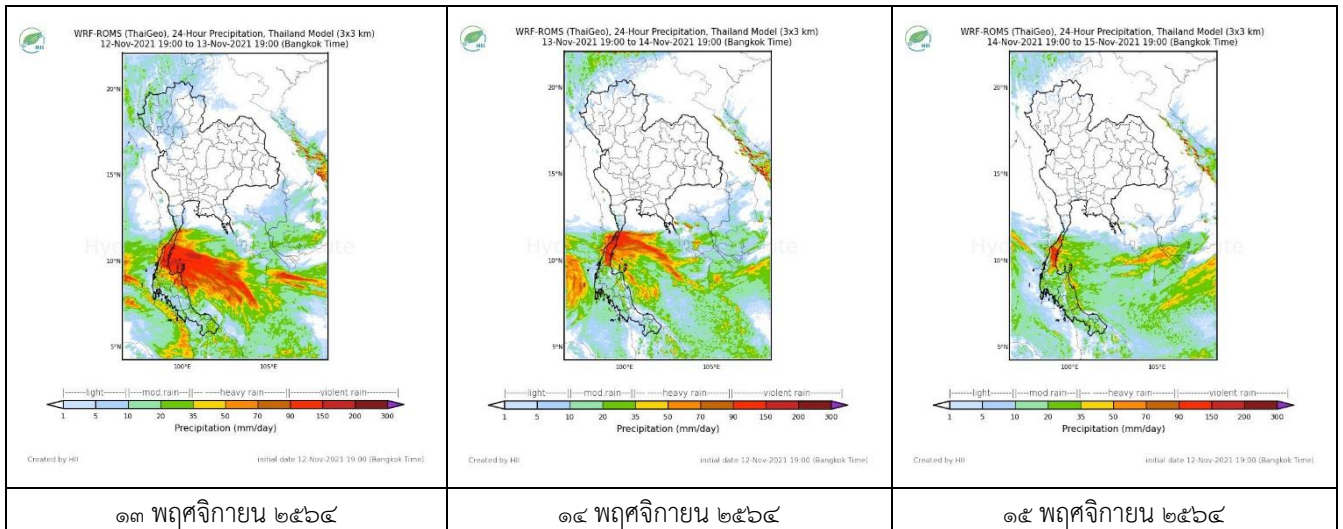 HII
WRF-ROMS (ThaiGeo), 24-Hour Precipitation, Thailand Model (3x3 km)
12-Nov-2021 19:00 to 13-Nov-2021 19:00 (Bangkok Time)
20°N
15°N
10°N
5°N
100°E
105°E
|-------light-------||---mod rain---||--- -----heavy rain------||------violent rain-------|
1 5 10 20 35 50 70 90 150 200 300
Precipitation (mm/day)
Created by HII
initial date 12-Nov-2021 19:00 (Bangkok Time)
๑๓ พฤศจิกายน ๒๕๖๔
HII
WRF-ROMS (ThaiGeo), 24-Hour Precipitation, Thailand Model (3x3 km)
13-Nov-2021 19:00 to 14-Nov-2021 19:00 (Bangkok Time)
20°N
15°N
10°N
5°N
100°E
105°E
|-------light-------||---mod rain---||--- -----heavy rain------||------violent rain-------|
1 5 10 20 35 50 70 90 150 200 300
Precipitation (mm/day)
Created by HII
initial date 12-Nov-2021 19:00 (Bangkok Time)
๑๔ พฤศจิกายน ๒๕๖๔
HII
WRF-ROMS (ThaiGeo), 24-Hour Precipitation, Thailand Model (3x3 km)
14-Nov-2021 19:00 to 15-Nov-2021 19:00 (Bangkok Time)
20°N
15°N
10°N
5°N
100°E
105°E
|-------light-------||---mod rain---||--- -----heavy rain------||------violent rain-------|
1 5 10 20 35 50 70 90 150 200 300
Precipitation (mm/day)
Created by HII
initial date 12-Nov-2021 19:00 (Bangkok Time)
๑๕ พฤศจิกายน ๒๕๖๔